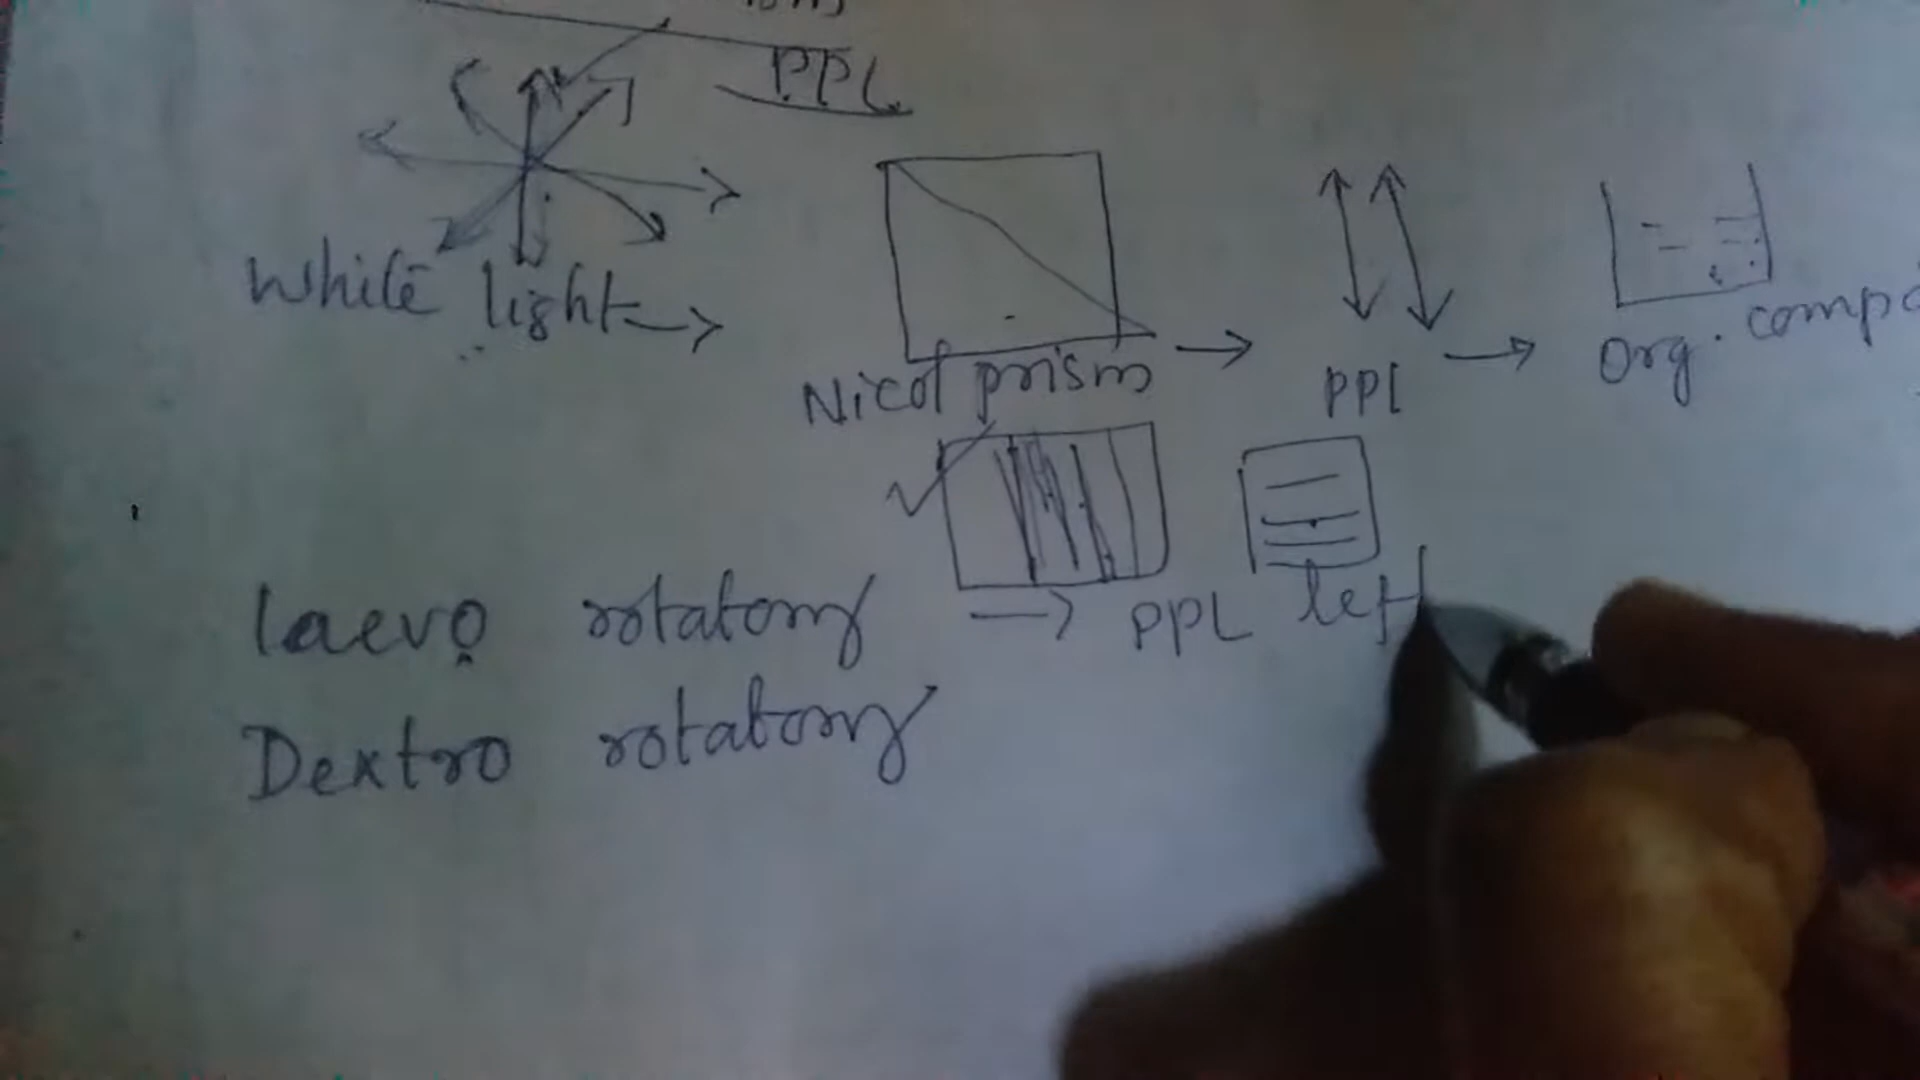 PPL
White light →
Nicol prism → PPl → Org. comp
laevo rotatory → PPL left
Dextro rotatory